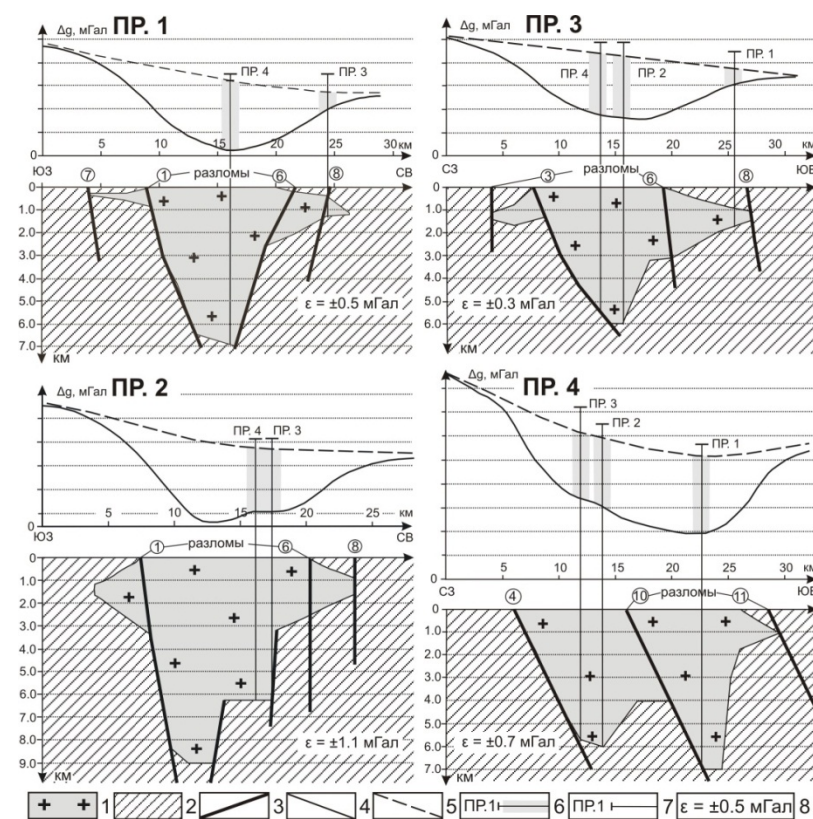 Δg, мГал ПР. 1
ПР. 4
ПР. 3
0
5 10 15 20 25 30 км
ЮЗ СВ
7 1 разломы 6 8
0
1.0
2.0
3.0
4.0
5.0
6.0
7.0
км
ε = ±0.5 мГал
Δg, мГал ПР. 3
ПР. 1
ПР. 4 ПР. 2
0
5 10 15 20 25 30 км
СЗ ЮВ
3 разломы 6 8
0
1.0
2.0
3.0
4.0
5.0
6.0
км
ε = ±0.3 мГал
Δg, мГал ПР. 2
ПР. 4 ПР. 3
0
5 10 15 20 25 км
ЮЗ СВ
1 разломы 6 8
0
1.0
2.0
3.0
4.0
5.0
6.0
7.0
8.0
9.0
км
ε = ±1.1 мГал
Δg, мГал ПР. 4
ПР. 3
ПР. 2
ПР. 1
0
5 10 15 20 25 30 км
СЗ ЮВ
4 10 разломы 11
0
1.0
2.0
3.0
4.0
5.0
6.0
7.0
км
ε = ±0.7 мГал
1 2 3 4 5 ПР.1 6 ПР.1 7 ε = ±0.5 мГал 8